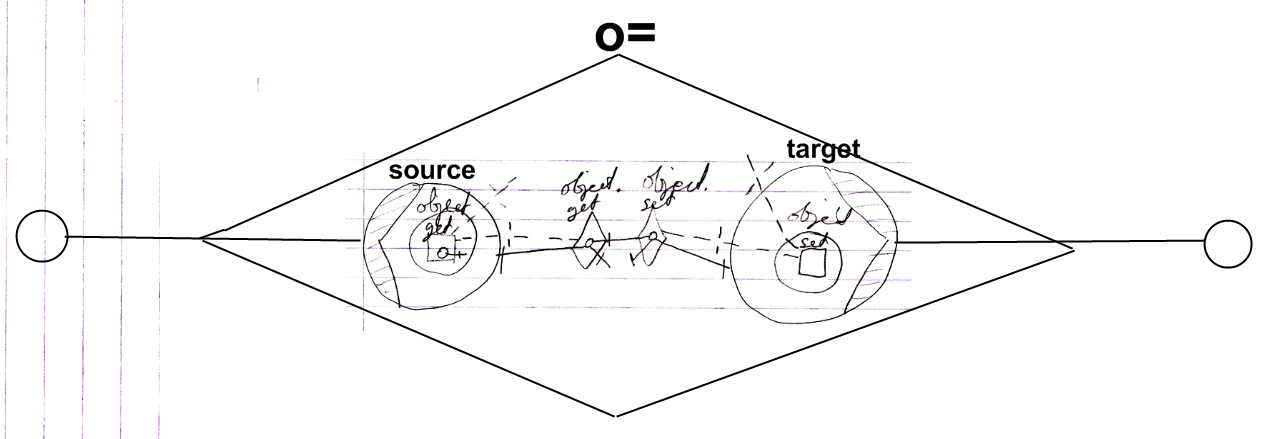 o=
source
target
object
get
object.
get
object.
set
object
set